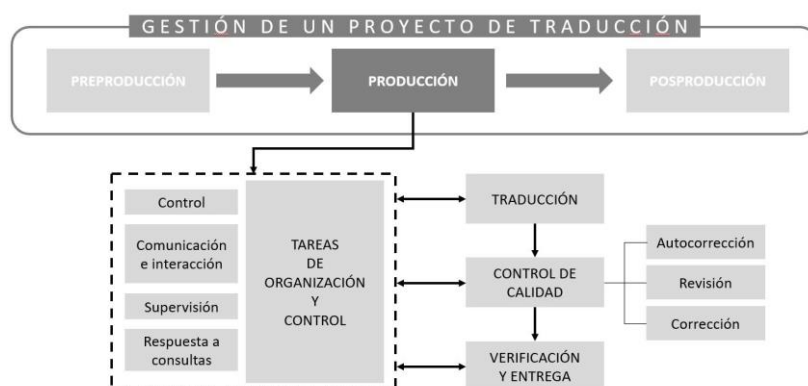 GESTIÓN DE UN PROYECTO DE TRADUCCIÓN
PREPRODUCCIÓN
PRODUCCIÓN
POSPRODUCCIÓN
Control
Comunicación
e interacción
Supervisión
Respuesta a
consultas
TAREAS
DE
ORGANIZACIÓN
Y
CONTROL
TRADUCCIÓN
CONTROL DE
CALIDAD
VERIFICACIÓN
Y ENTREGA
Autocorrección
Revisión
Corrección